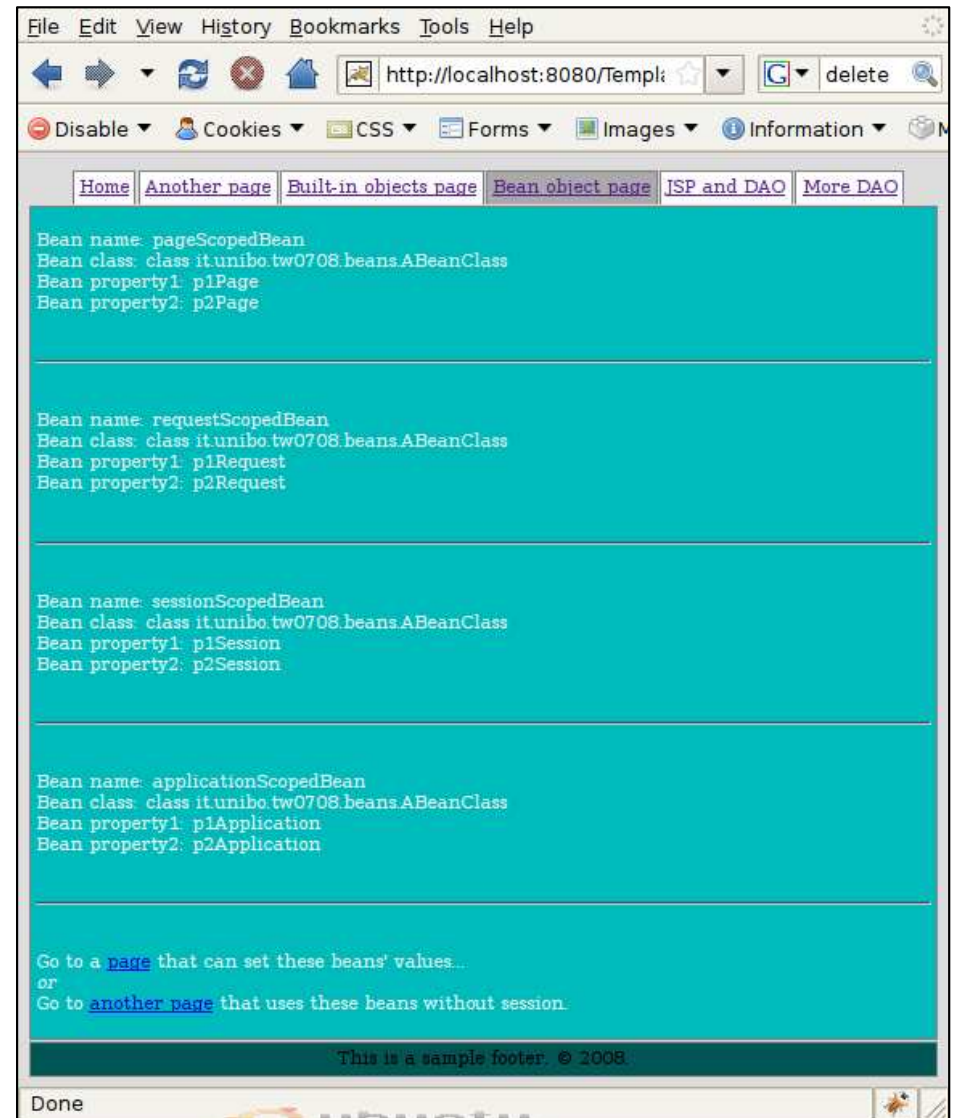 File Edit View History Bookmarks Tools Help
http://localhost:8080/Templ G delete
Disable Cookies CSS Forms Images Information M
Home Another page Built-in objects page Bean object page JSP and DAO More DAO
Bean name: pageScopedBean
Bean class: class it.unibo.tw0708.beans.ABeanClass
Bean property1: p1Page
Bean property2: p2Page
Bean name: requestScopedBean
Bean class: class it.unibo.tw0708.beans.ABeanClass
Bean property1: p1Request
Bean property2: p2Request
Bean name: sessionScopedBean
Bean class: class it.unibo.tw0708.beans.ABeanClass
Bean property1: p1Session
Bean property2: p2Session
Bean name: applicationScopedBean
Bean class: class it.unibo.tw0708.beans.ABeanClass
Bean property1: p1Application
Bean property2: p2Application
Go to a page that can set these beans' values...
or
Go to another page that uses these beans without session.
This is a sample footer. © 2008.
Done